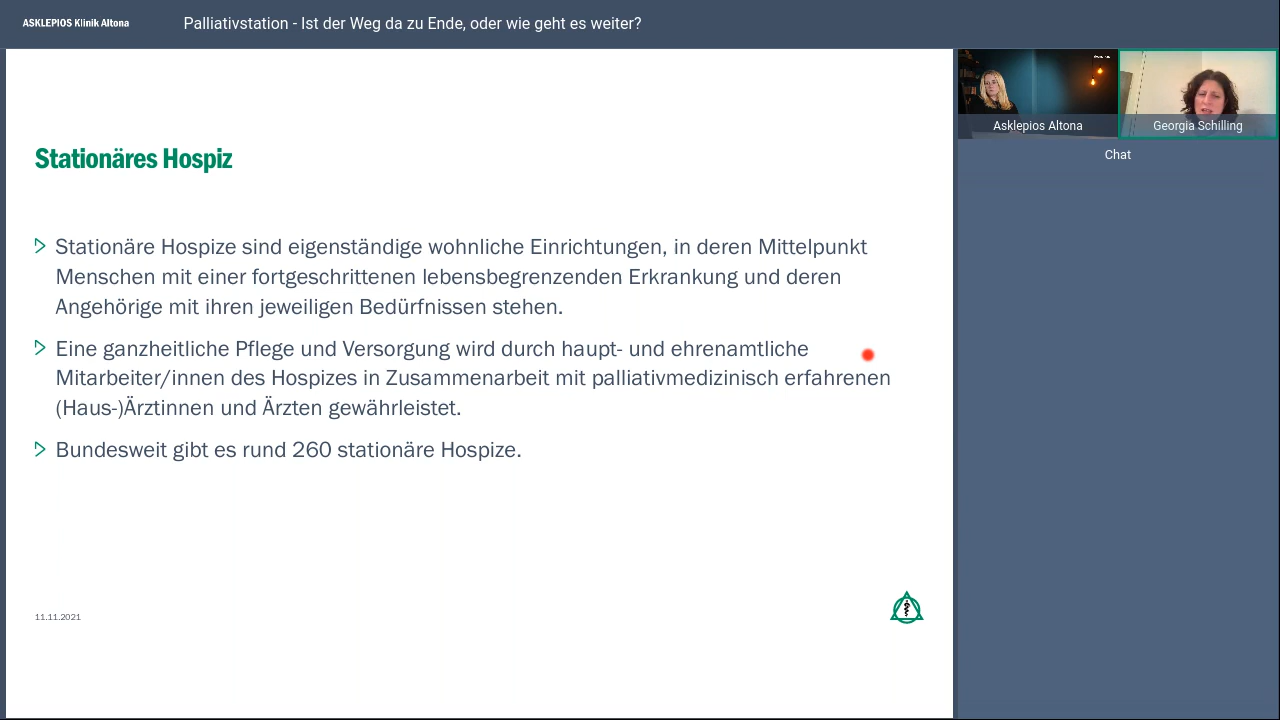 ASKLEPIOS Klinik Altona
Palliativstation - Ist der Weg da zu Ende, oder wie geht es weiter?
Asklepios Altona
Georgia Schilling
Chat
Stationäres Hospiz
Stationäre Hospize sind eigenständige wohnliche Einrichtungen, in deren Mittelpunkt
Menschen mit einer fortgeschrittenen lebensbegrenzenden Erkrankung und deren
Angehörige mit ihren jeweiligen Bedürfnissen stehen.
Eine ganzheitliche Pflege und Versorgung wird durch haupt- und ehrenamtliche
Mitarbeiter/innen des Hospizes in Zusammenarbeit mit palliativmedizinisch erfahrenen
(Haus-)Ärztinnen und Ärzten gewährleistet.
Bundesweit gibt es rund 260 stationäre Hospize.
11.11.2021